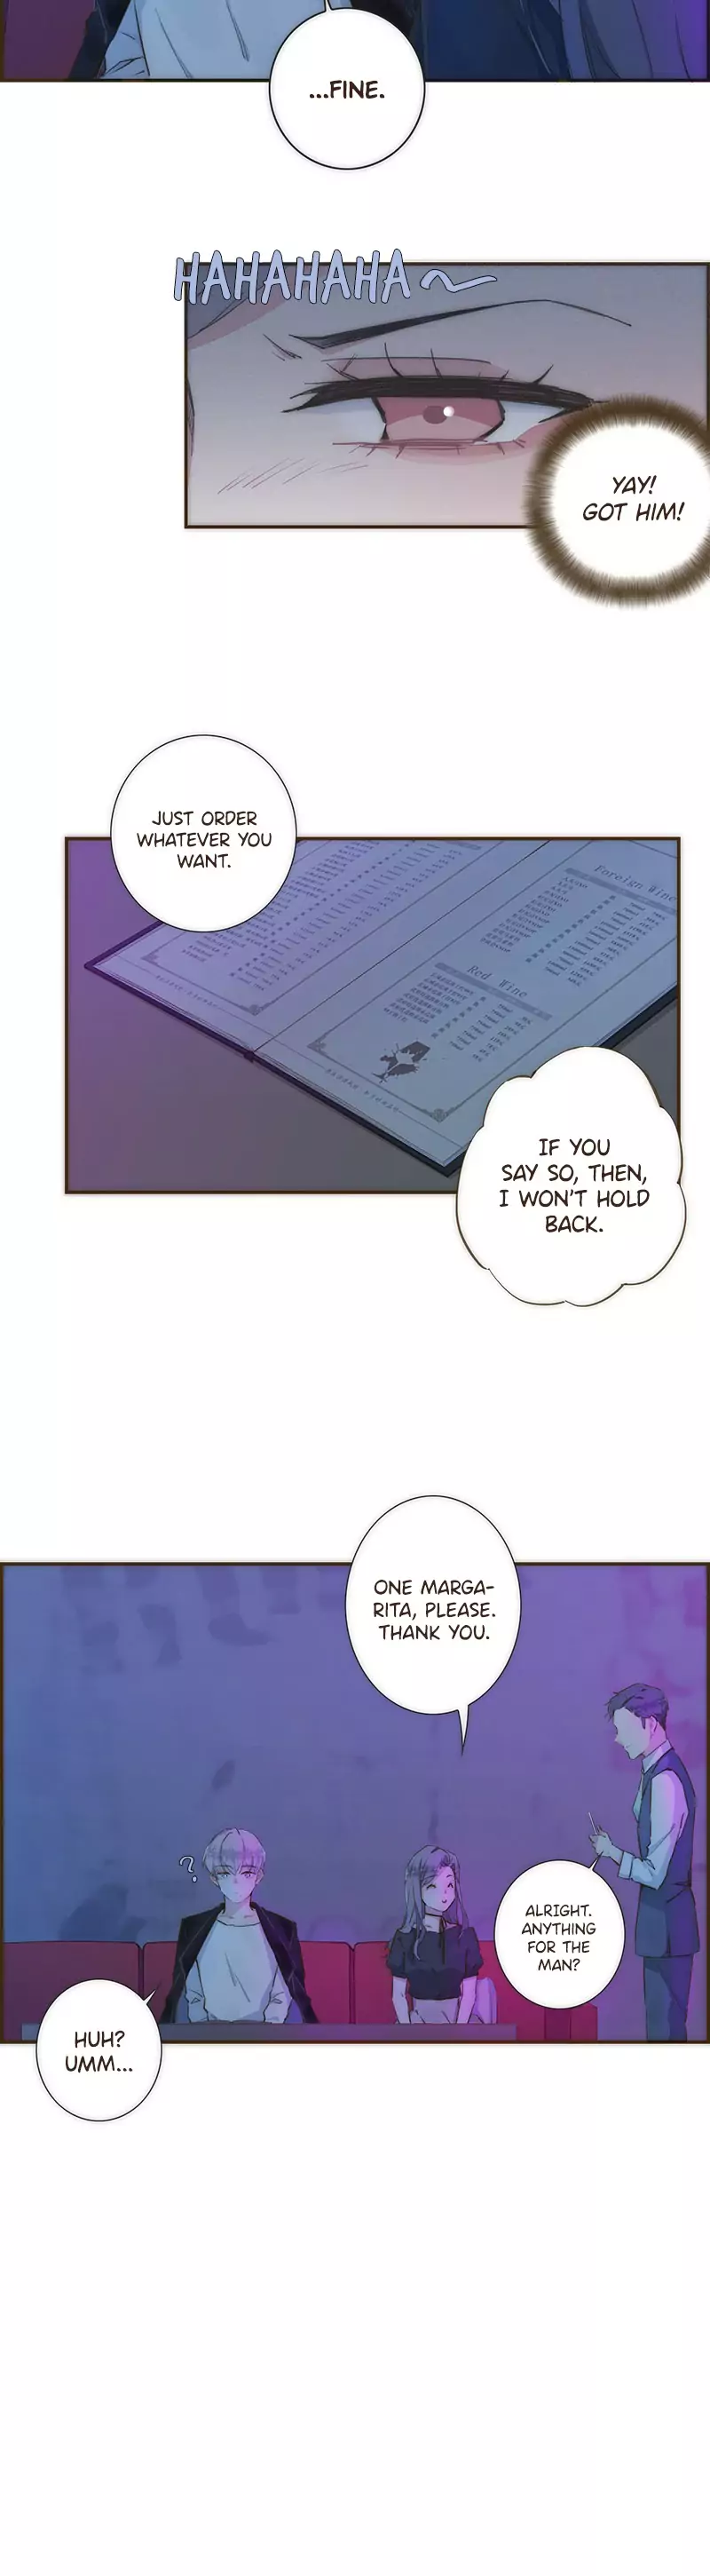 ...FINE.
HAHAHAHA~
YAY!
GOT HIM!
JUST ORDER
WHATEVER YOU
WANT.
Foreign Wine
Red Wine
IF YOU
SAY SO, THEN,
I WON'T HOLD
BACK.
ONE MARGA-
RITA, PLEASE.
THANK YOU.
?
ALRIGHT.
ANYTHING
FOR THE
MAN?
HUH?
UMM...